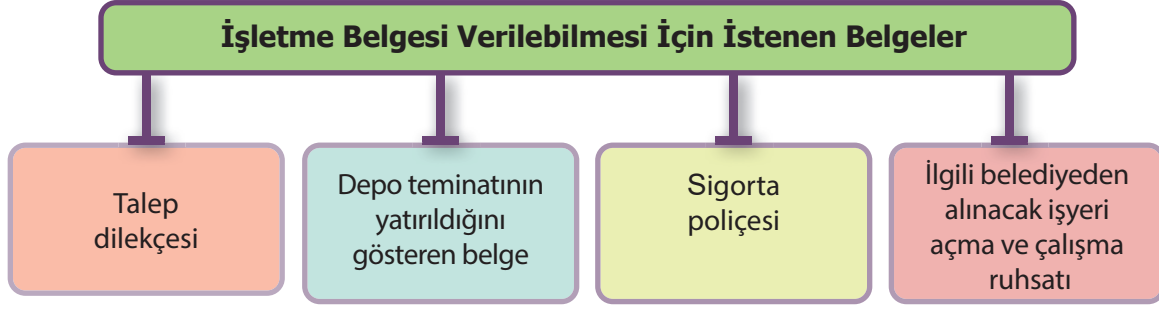 İşletme Belgesi Verilebilmesi İçin İstenen Belgeler
Talep
dilekçesi
Depo teminatının
yatırıldığını
gösteren belge
Sigorta
poliçesi
İlgili belediyeden
alınacak işyeri
açma ve çalışma
ruhsatı